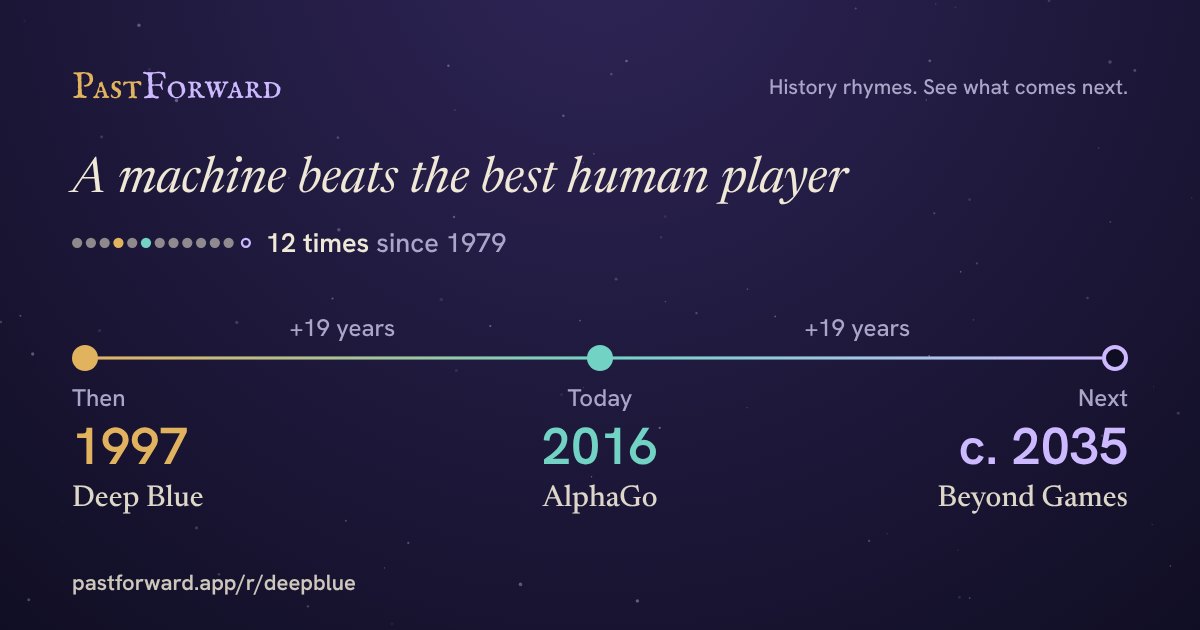 PastForward
History rhymes. See what comes next.
A machine beats the best human player
12 times since 1979
+19 years
+19 years
Then
Today
Next
1997
2016
c. 2035
Deep Blue
AlphaGo
Beyond Games
pastforward.app/r/deepblue